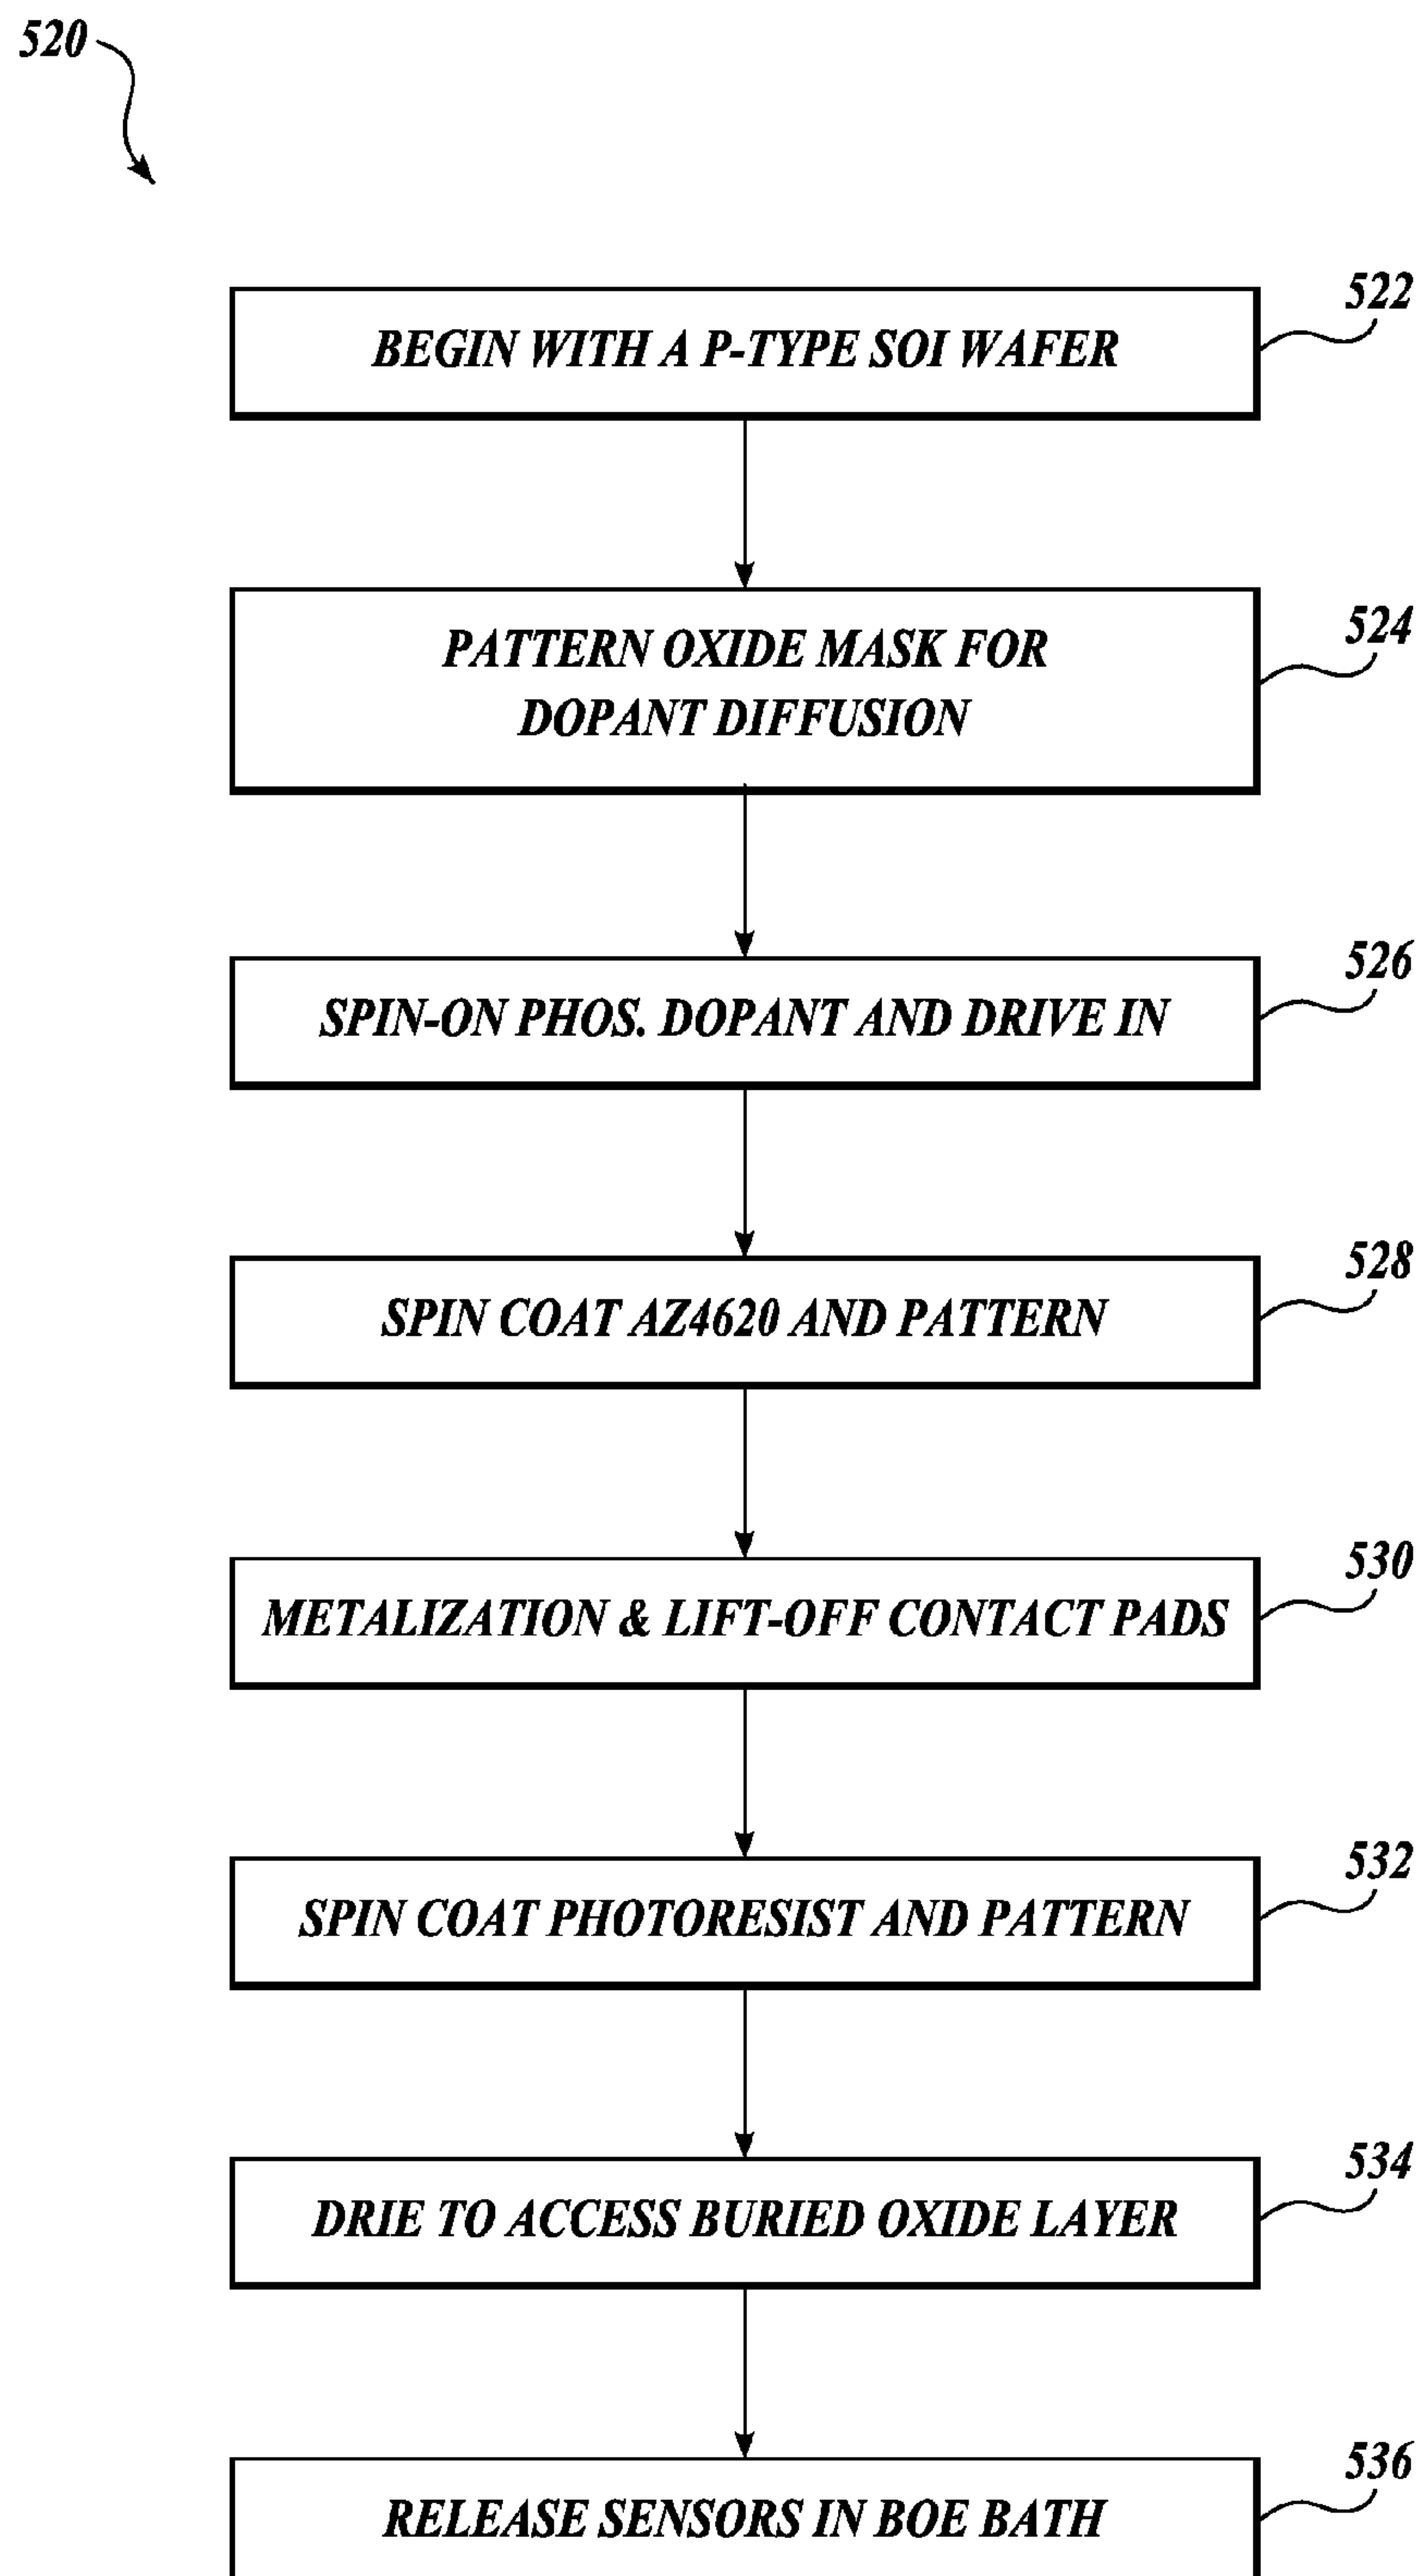 520
522
BEGIN WITH A P-TYPE SOI WAFER
524
PATTERN OXIDE MASK FOR
DOPANT DIFFUSION
526
SPIN-ON PHOS. DOPANT AND DRIVE IN
528
SPIN COAT AZ4620 AND PATTERN
530
METALIZATION & LIFT-OFF CONTACT PADS
532
SPIN COAT PHOTORESIST AND PATTERN
534
DRIE TO ACCESS BURIED OXIDE LAYER
536
RELEASE SENSORS IN BOE BATH